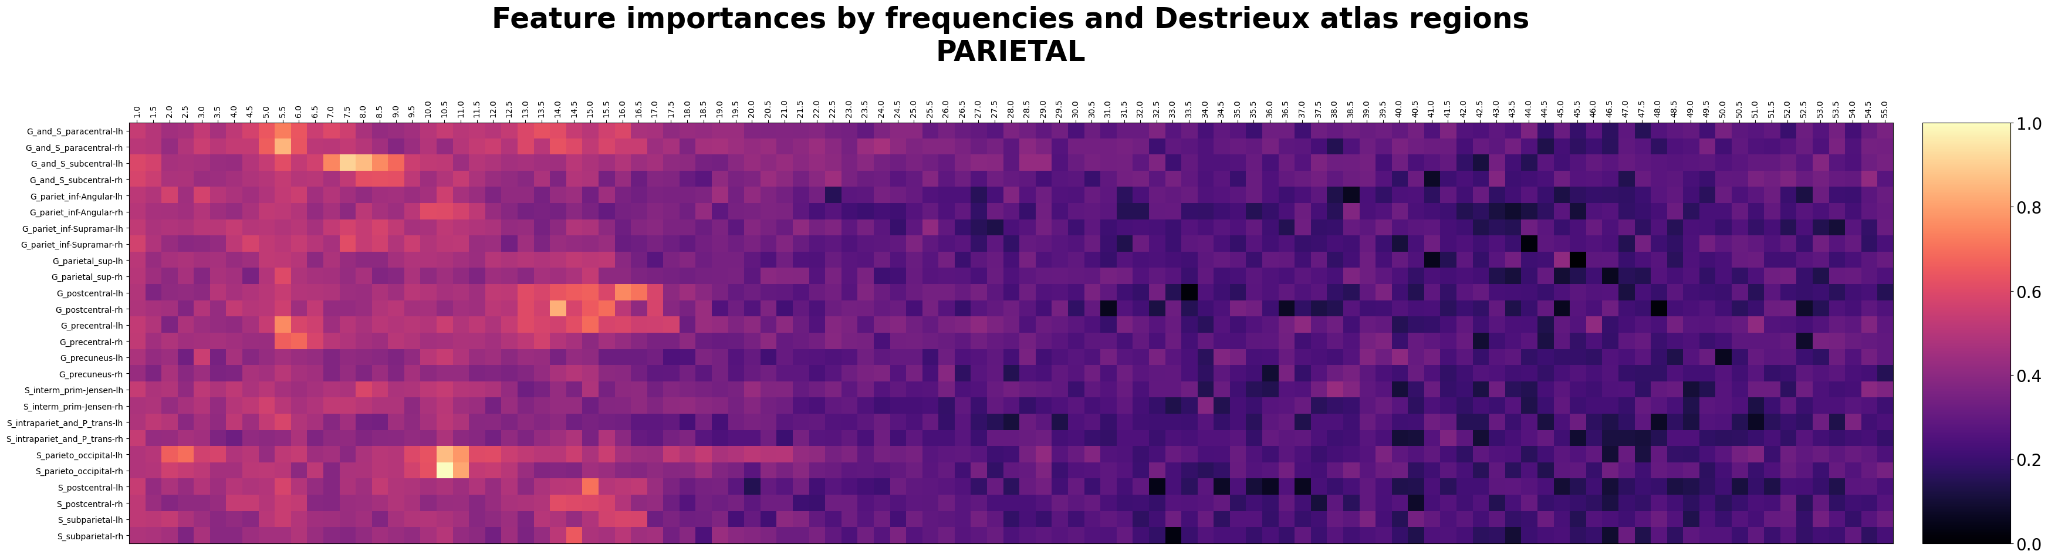 Feature importances by frequencies and Destrieux atlas regions
PARIETAL
1.0 1.5 2.0 2.5 3.0 3.5 4.0 4.5 5.0 5.5 6.0 6.5 7.0 7.5 8.0 8.5 9.0 9.5 10.0 10.5 11.0 11.5 12.0 12.5 13.0 13.5 14.0 14.5 15.0 15.5 16.0 16.5 17.0 17.5 18.0 18.5 19.0 19.5 20.0 20.5 21.0 21.5 22.0 22.5 23.0 23.5 24.0 24.5 25.0 25.5 26.0 26.5 27.0 27.5 28.0 28.5 29.0 29.5 30.0 30.5 31.0 31.5 32.0 32.5 33.0 33.5 34.0 34.5 35.0 35.5 36.0 36.5 37.0 37.5 38.0 38.5 39.0 39.5 40.0 40.5 41.0 41.5 42.0 42.5 43.0 43.5 44.0 44.5 45.0 45.5 46.0 46.5 47.0 47.5 48.0 48.5 49.0 49.5 50.0 50.5 51.0 51.5 52.0 52.5 53.0 53.5 54.0 54.5 55.0
G_and_S_paracentral-lh
G_and_S_paracentral-rh
G_and_S_subcentral-lh
G_and_S_subcentral-rh
G_pariet_inf-Angular-lh
G_pariet_inf-Angular-rh
G_pariet_inf-Supramar-lh
G_pariet_inf-Supramar-rh
G_parietal_sup-lh
G_parietal_sup-rh
G_postcentral-lh
G_postcentral-rh
G_precentral-lh
G_precentral-rh
G_precuneus-lh
G_precuneus-rh
S_interm_prim-Jensen-lh
S_interm_prim-Jensen-rh
S_intrapariet_and_P_trans-lh
S_intrapariet_and_P_trans-rh
S_parieto_occipital-lh
S_parieto_occipital-rh
S_postcentral-lh
S_postcentral-rh
S_subparietal-lh
S_subparietal-rh
1.0
0.8
0.6
0.4
0.2
0.0